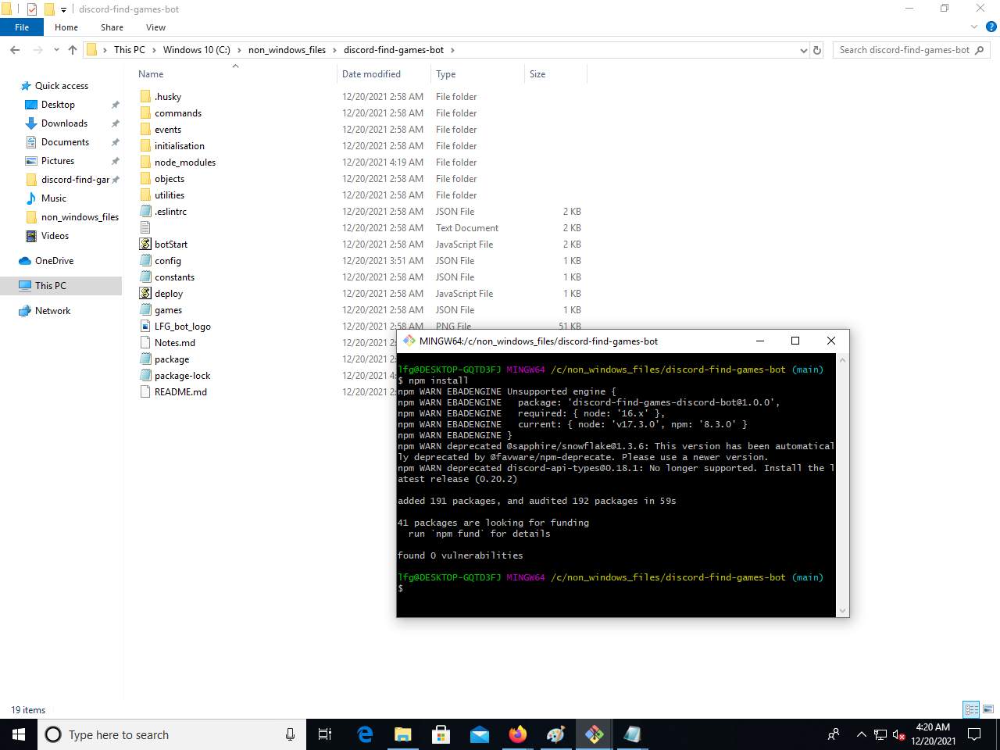 discord-find-games-bot
File Home Share View
This PC Windows 10 (C:) non_windows_files discord-find-games-bot
Search discord-find-games-bot
Name Date modified Type Size
Quick access
Desktop
Downloads
Documents
Pictures
discord-find-gar
Music
non_windows_files
Videos
OneDrive
This PC
Network
.husky 12/20/2021 2:58 AM File folder
commands 12/20/2021 2:58 AM File folder
events 12/20/2021 2:58 AM File folder
initialisation 12/20/2021 2:58 AM File folder
node_modules 12/20/2021 4:19 AM File folder
objects 12/20/2021 2:58 AM File folder
utilities 12/20/2021 2:58 AM File folder
.eslintrc 12/20/2021 2:58 AM JSON File 2 KB
12/20/2021 2:58 AM Text Document 2 KB
botStart 12/20/2021 2:58 AM JavaScript File 2 KB
config 12/20/2021 3:51 AM JSON File 1 KB
constants 12/20/2021 2:58 AM JSON File 1 KB
deploy 12/20/2021 2:58 AM JavaScript File 1 KB
games 12/20/2021 2:58 AM JSON File 1 KB
LFG_bot_logo 12/20/2021 2:58 AM PNG File 51 KB
Notes.md 12/20/2021 2
package 12/20/2021 2
package-lock 12/20/2021 4
README.md 12/20/2021 2
MINGW64:/c/non_windows_files/discord-find-games-bot
lfg@DESKTOP-GQTD3FJ MINGW64 /c/non_windows_files/discord-find-games-bot (main)
$ npm install
npm WARN EBADENGINE Unsupported engine {
npm WARN EBADENGINE   package: 'discord-find-games-discord-bot@1.0.0',
npm WARN EBADENGINE   required: { node: '16.x' },
npm WARN EBADENGINE   current: { node: 'v17.3.0', npm: '8.3.0' }
npm WARN EBADENGINE }
npm WARN deprecated @sapphire/snowflake@1.3.6: This version has been automatical
ly deprecated by @favware/npm-deprecate. Please use a newer version.
npm WARN deprecated discord-api-types@0.18.1: No longer supported. Install the l
atest release (0.20.2)
added 191 packages, and audited 192 packages in 59s
41 packages are looking for funding
run `npm fund` for details
found 0 vulnerabilities
lfg@DESKTOP-GQTD3FJ MINGW64 /c/non_windows_files/discord-find-games-bot (main)
$
19 items
Type here to search
4:20 AM
12/20/2021